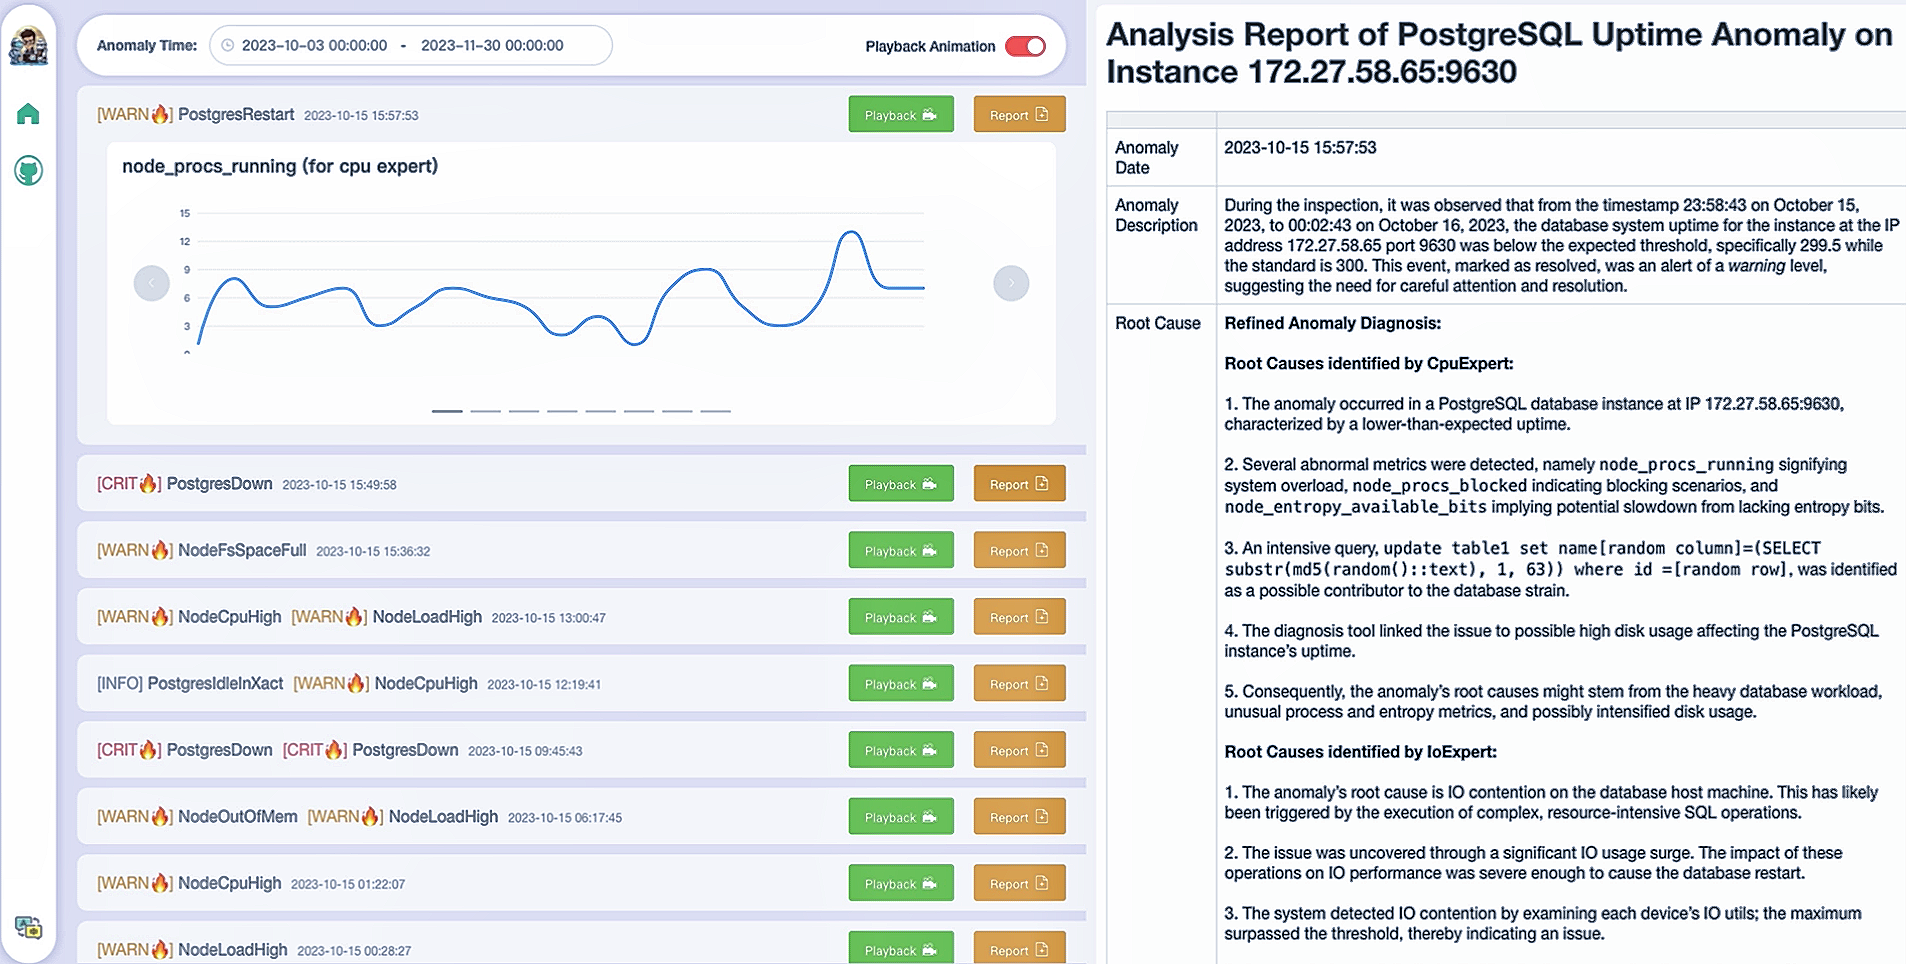 Anomaly Time: 2023-10-03 00:00:00 - 2023-11-30 00:00:00 Playback Animation
[WARN🔥] PostgresRestart 2023-10-15 15:57:53 Playback Report
node_procs_running (for cpu expert)
15
12
9
6
3
[CRIT🔥] PostgresDown 2023-10-15 15:49:58 Playback Report
[WARN🔥] NodeFsSpaceFull 2023-10-15 15:36:32 Playback Report
[WARN🔥] NodeCpuHigh [WARN🔥] NodeLoadHigh 2023-10-15 13:00:47 Playback Report
[INFO] PostgresIdleInXact [WARN🔥] NodeCpuHigh 2023-10-15 12:19:41 Playback Report
[CRIT🔥] PostgresDown [CRIT🔥] PostgresDown 2023-10-15 09:45:43 Playback Report
[WARN🔥] NodeOutOfMem [WARN🔥] NodeLoadHigh 2023-10-15 06:17:45 Playback Report
[WARN🔥] NodeCpuHigh 2023-10-15 01:22:07 Playback Report
[WARN🔥] NodeLoadHigh 2023-10-15 00:28:27 Playback Report
Analysis Report of PostgreSQL Uptime Anomaly on
Instance 172.27.58.65:9630
Anomaly
Date
2023-10-15 15:57:53
Anomaly
Description
During the inspection, it was observed that from the timestamp 23:58:43 on October 15,
2023, to 00:02:43 on October 16, 2023, the database system uptime for the instance at the IP
address 172.27.58.65 port 9630 was below the expected threshold, specifically 299.5 while
the standard is 300. This event, marked as resolved, was an alert of a warning level,
suggesting the need for careful attention and resolution.
Root Cause
Refined Anomaly Diagnosis:
Root Causes identified by CpuExpert:
1. The anomaly occurred in a PostgreSQL database instance at IP 172.27.58.65:9630,
characterized by a lower-than-expected uptime.
2. Several abnormal metrics were detected, namely node_procs_running signifying
system overload, node_procs_blocked indicating blocking scenarios, and
node_entropy_available_bits implying potential slowdown from lacking entropy bits.
3. An intensive query, update table1 set name[random column]=(SELECT
substr(md5(random()::text), 1, 63)) where id =[random row], was identified
as a possible contributor to the database strain.
4. The diagnosis tool linked the issue to possible high disk usage affecting the PostgreSQL
instance's uptime.
5. Consequently, the anomaly's root causes might stem from the heavy database workload,
unusual process and entropy metrics, and possibly intensified disk usage.
Root Causes identified by IoExpert:
1. The anomaly's root cause is IO contention on the database host machine. This has likely
been triggered by the execution of complex, resource-intensive SQL operations.
2. The issue was uncovered through a significant IO usage surge. The impact of these
operations on IO performance was severe enough to cause the database restart.
3. The system detected IO contention by examining each device's IO utils; the maximum
surpassed the threshold, thereby indicating an issue.